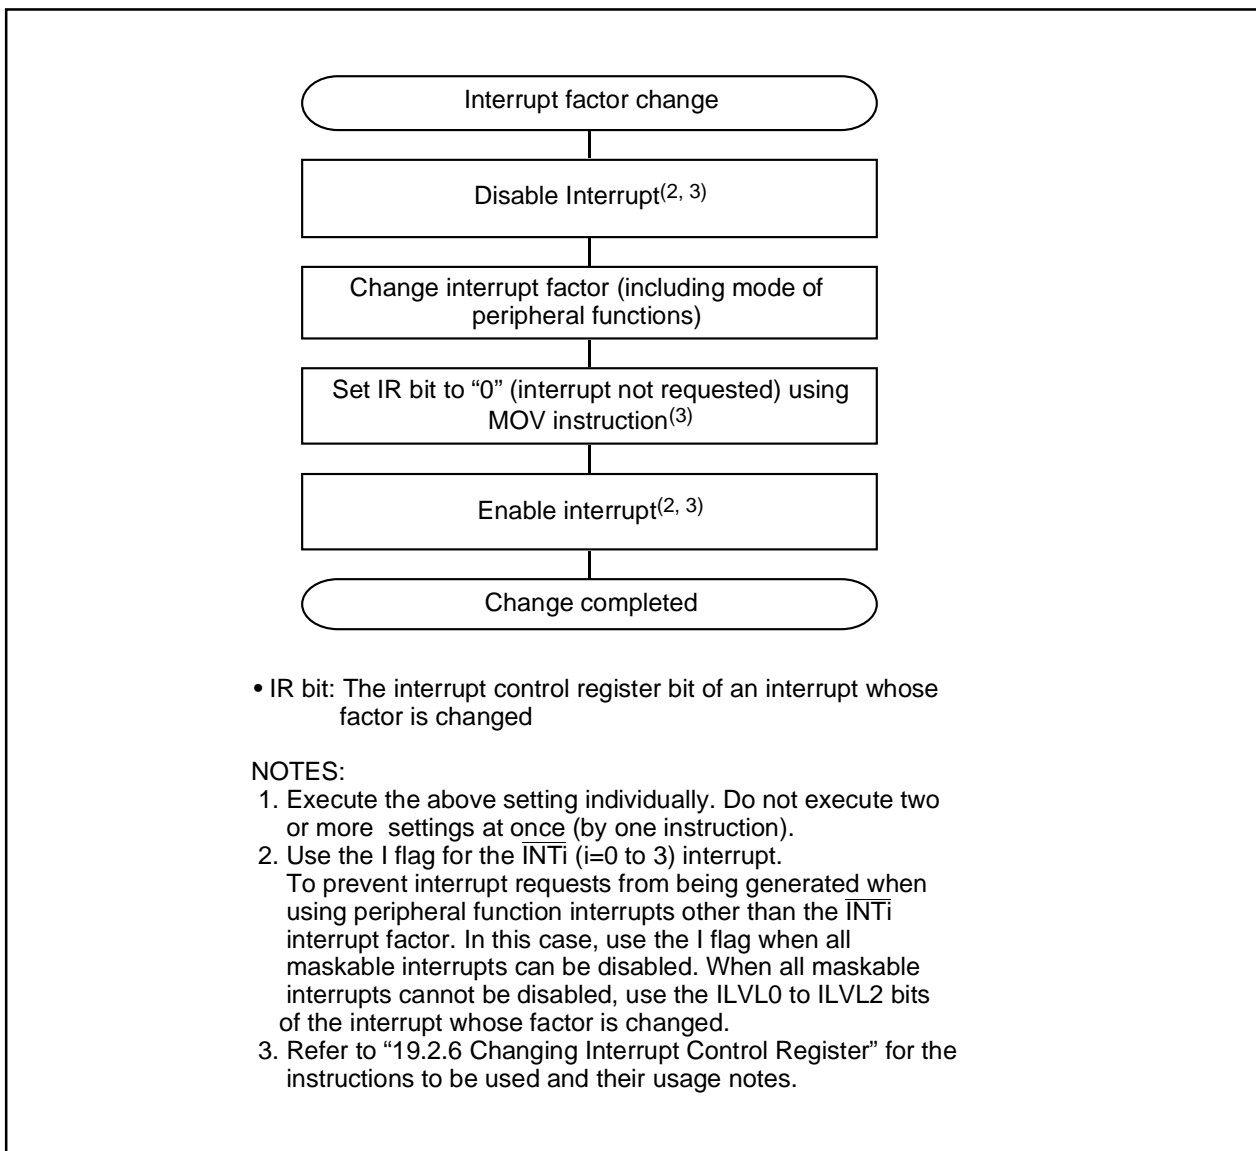 Interrupt factor change
Disable Interrupt(2, 3)
Change interrupt factor (including mode of
peripheral functions)
Set IR bit to “0” (interrupt not requested) using
MOV instruction(3)
Enable interrupt(2, 3)
Change completed
• IR bit: The interrupt control register bit of an interrupt whose
factor is changed
NOTES:
1. Execute the above setting individually. Do not execute two
or more settings at once (by one instruction).
2. Use the I flag for the INTi (i=0 to 3) interrupt.
To prevent interrupt requests from being generated when
using peripheral function interrupts other than the INTi
interrupt factor. In this case, use the I flag when all
maskable interrupts can be disabled. When all maskable
interrupts cannot be disabled, use the ILVL0 to ILVL2 bits
of the interrupt whose factor is changed.
3. Refer to “19.2.6 Changing Interrupt Control Register” for the
instructions to be used and their usage notes.